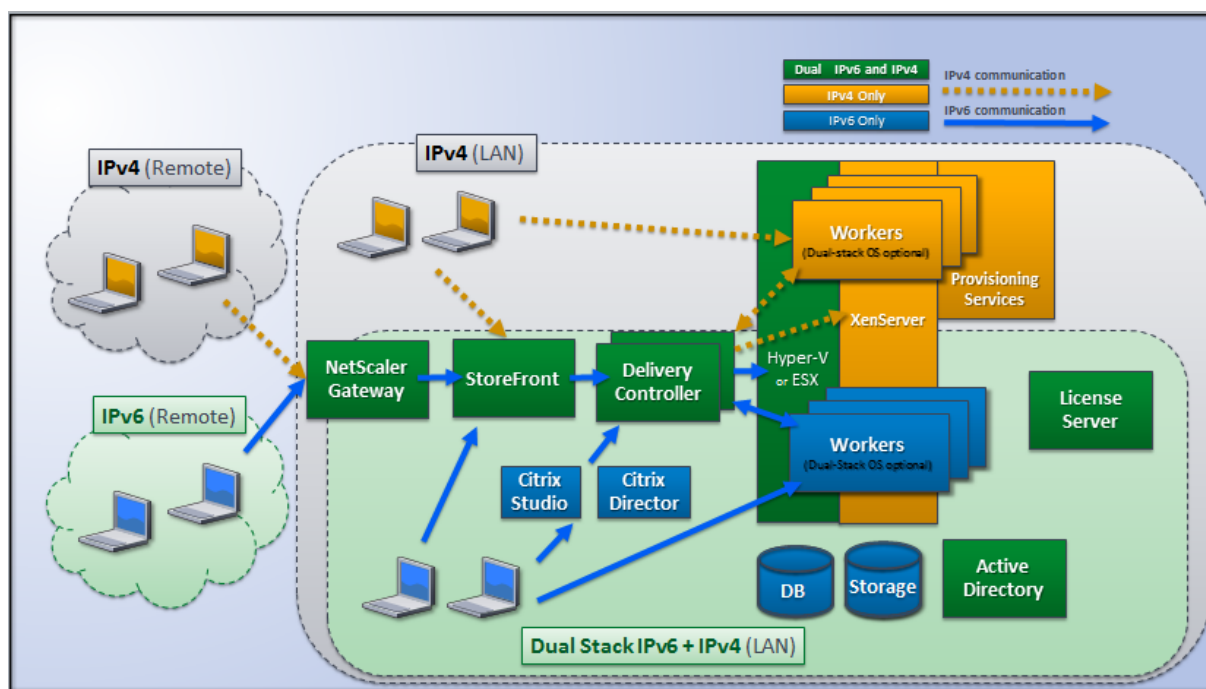 Dual IPv6 and IPv4
IPv4 Only
IPv6 Only
IPv4 communication
IPv6 communication
IPv4 (Remote)
IPv4 (LAN)
Workers
(Dual-stack OS optional)
Provisioning
Services
XenServer
NetScaler
Gateway
StoreFront
Delivery
Controller
Hyper-V
or ESX
License
Server
IPv6 (Remote)
Workers
(Dual-Stack OS optional)
Citrix
Studio
Citrix
Director
DB
Storage
Active
Directory
Dual Stack IPv6 + IPv4 (LAN)